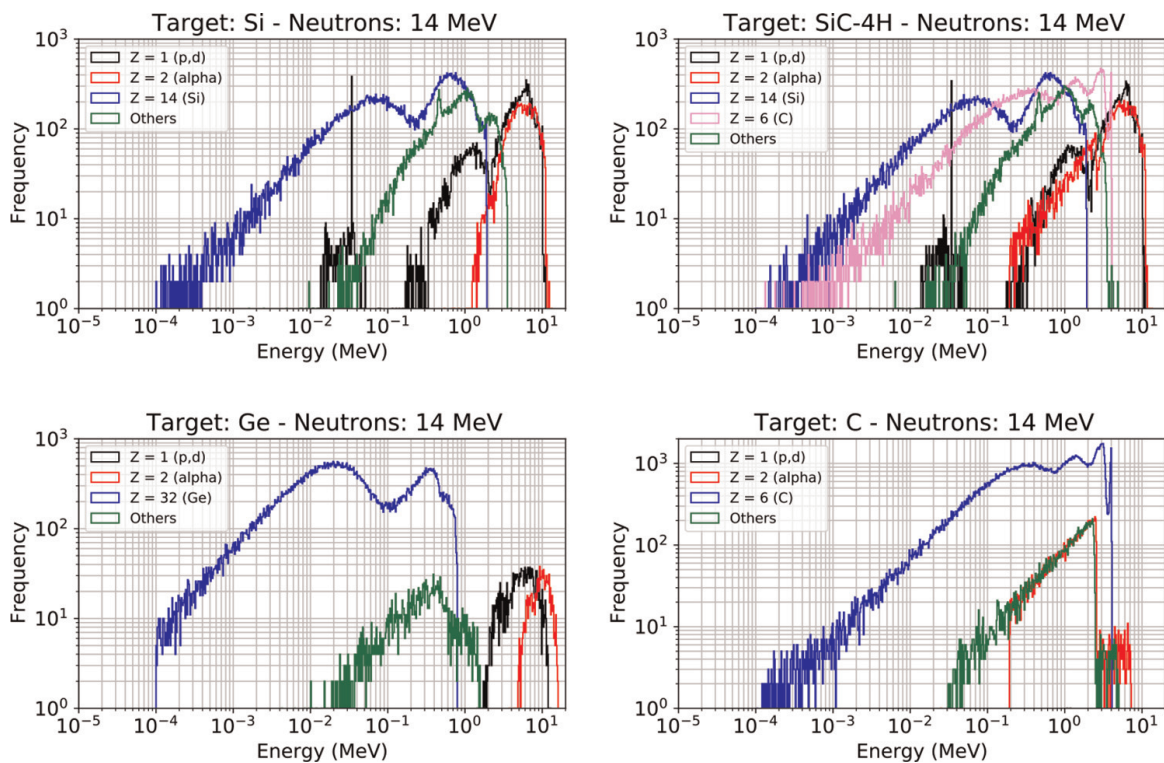 Target: Si - Neutrons: 14 MeV
Z = 1 (p,d)
Z = 2 (alpha)
Z = 14 (Si)
Others
Frequency
10³
10²
10¹
10⁰
10⁻⁵ 10⁻⁴ 10⁻³ 10⁻² 10⁻¹ 10⁰ 10¹
Energy (MeV)
Target: SiC-4H - Neutrons: 14 MeV
Z = 1 (p,d)
Z = 2 (alpha)
Z = 14 (Si)
Z = 6 (C)
Others
Frequency
10³
10²
10¹
10⁰
10⁻⁵ 10⁻⁴ 10⁻³ 10⁻² 10⁻¹ 10⁰ 10¹
Energy (MeV)
Target: Ge - Neutrons: 14 MeV
Z = 1 (p,d)
Z = 2 (alpha)
Z = 32 (Ge)
Others
Frequency
10³
10²
10¹
10⁰
10⁻⁵ 10⁻⁴ 10⁻³ 10⁻² 10⁻¹ 10⁰ 10¹
Energy (MeV)
Target: C - Neutrons: 14 MeV
Z = 1 (p,d)
Z = 2 (alpha)
Z = 6 (C)
Others
Frequency
10³
10²
10¹
10⁰
10⁻⁵ 10⁻⁴ 10⁻³ 10⁻² 10⁻¹ 10⁰ 10¹
Energy (MeV)